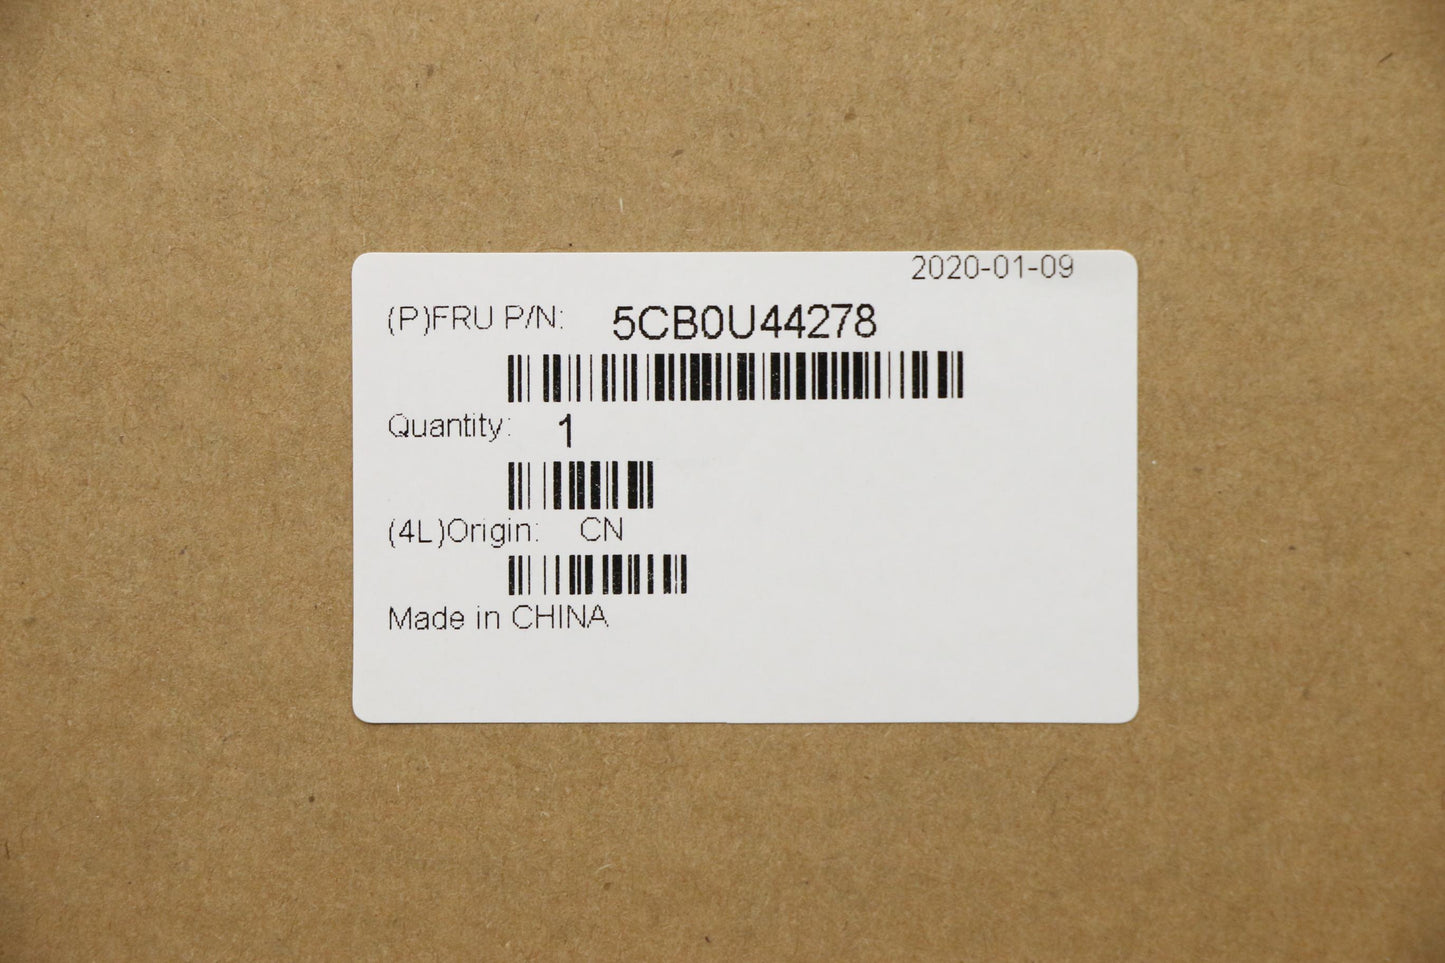 2020-01-09
(P)FRU P/N: 5CB0U44278
Quantity: 1
(4L)Origin: CN
Made in CHINA